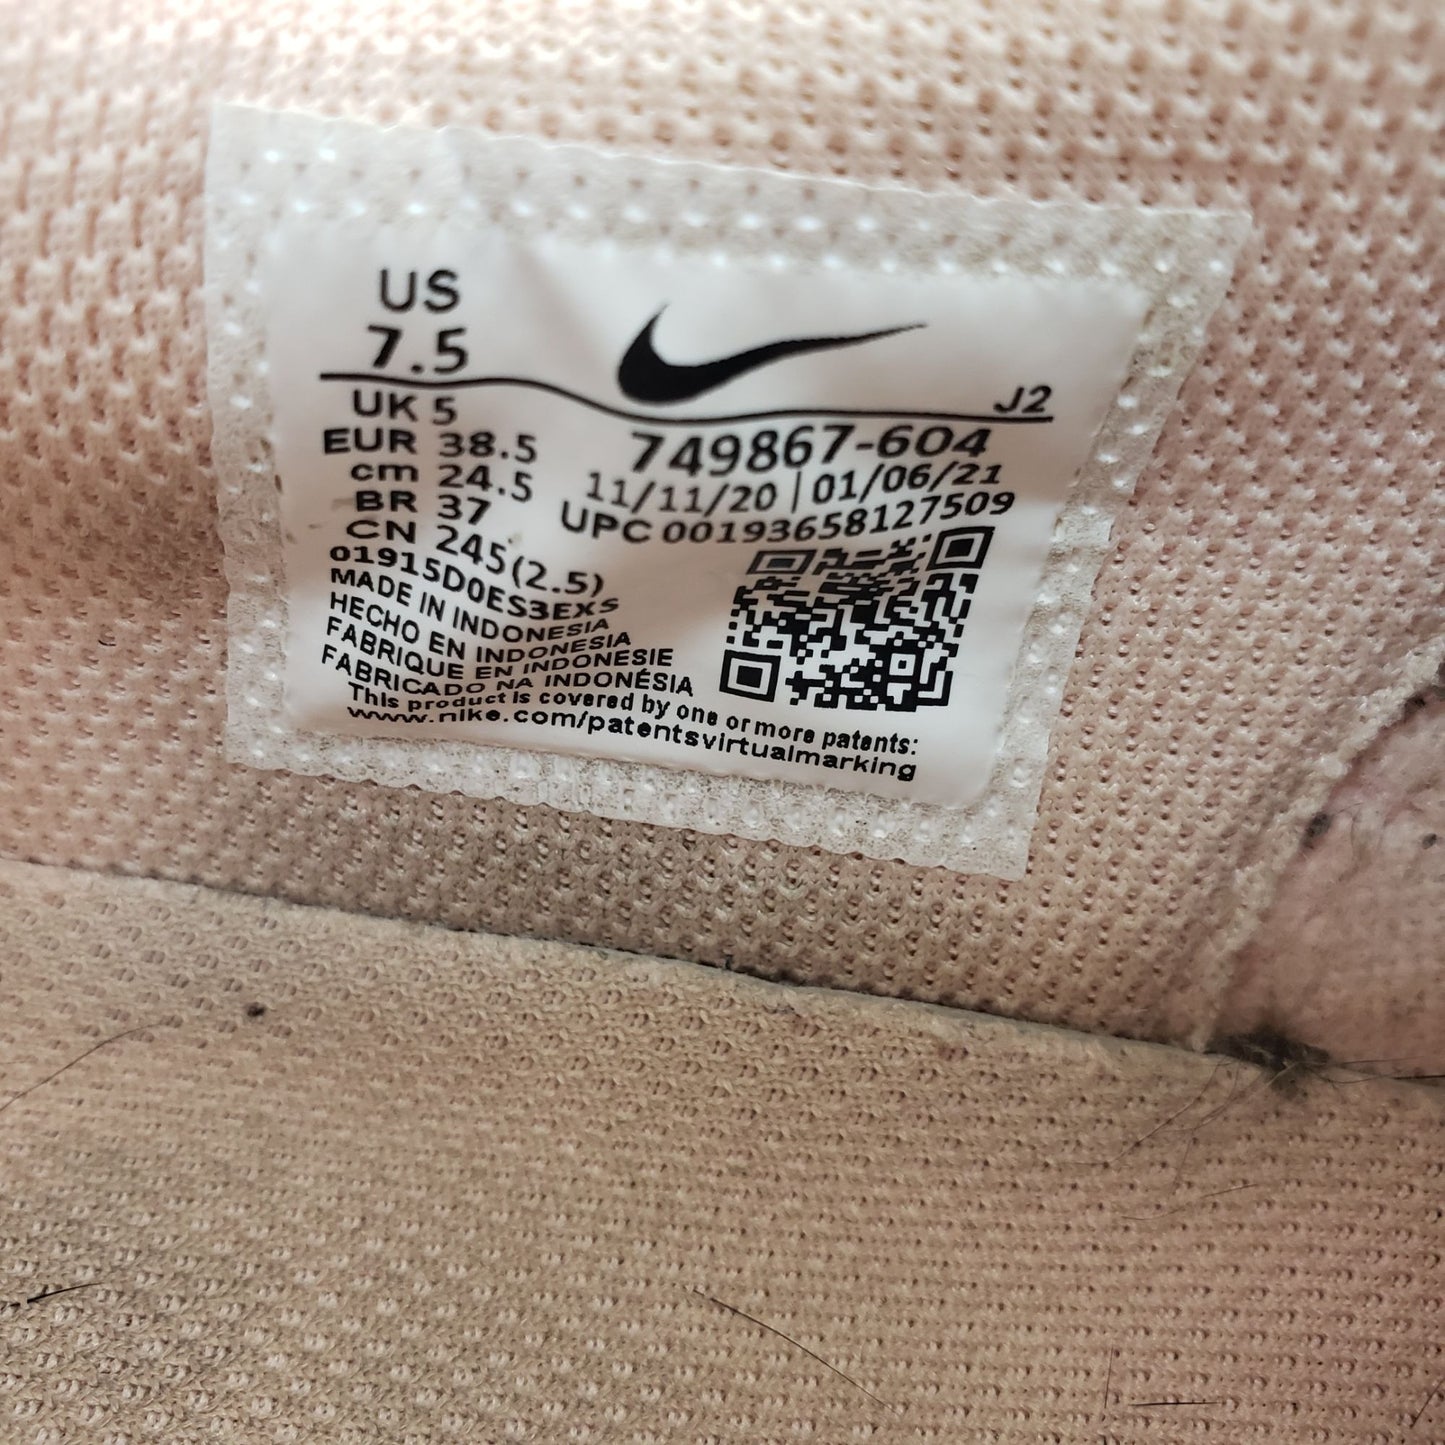 US
7.5
J2
UK 5
EUR 38.5
cm 24.5
BR 37
CN 245(2.5)
749867-604
11/11/20 | 01/06/21
UPC 00193658127509
01915D0ES3EXS
MADE IN INDONESIA
HECHO EN INDONESIA
FABRIQUE EN INDONESIE
FABRICADO NA INDONÉSIA
This product is covered by one or more patents:
www.nike.com/patentsvirtualmarking